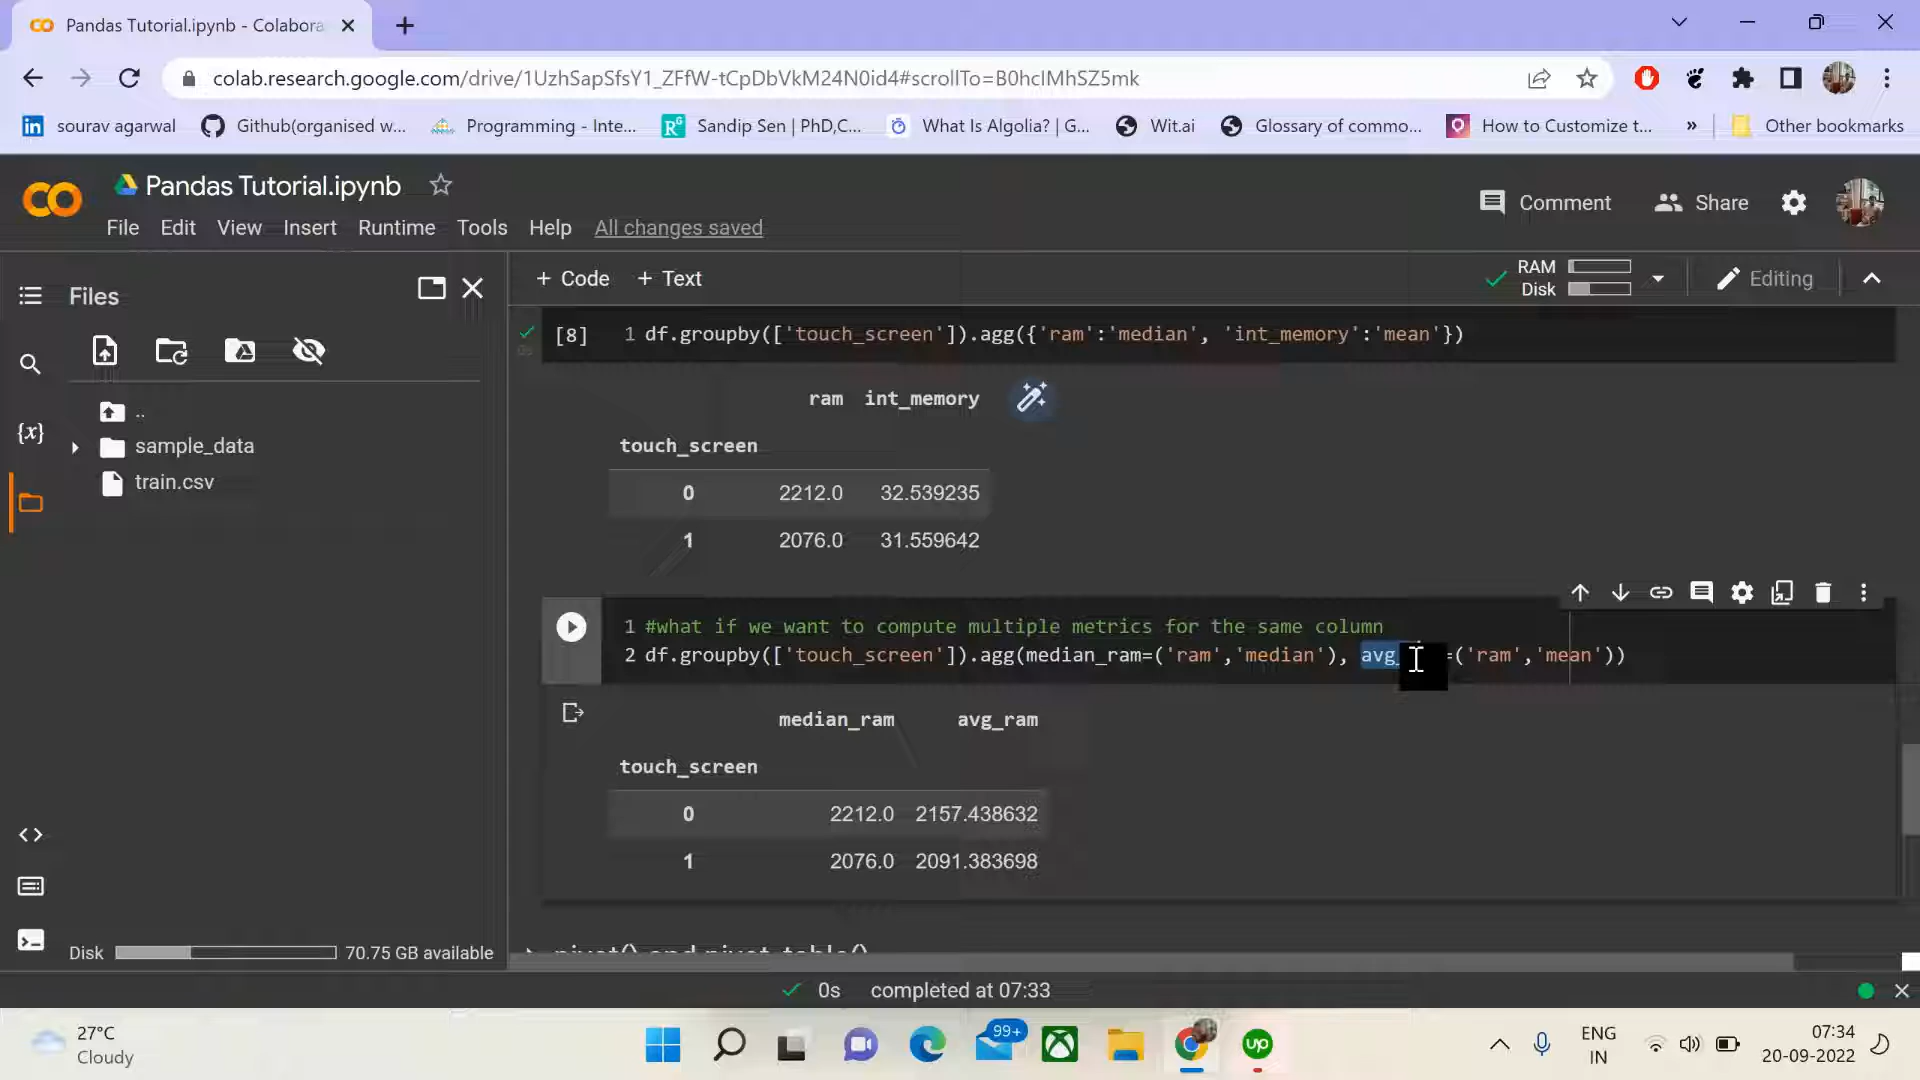 Pandas Tutorial.ipynb - Colabora
colab.research.google.com/drive/1UzhSapSfsY1_ZFfW-tCpDbVkM24N0id4#scrollTo=B0hcIMhSZ5mk
sourav agarwal
Github(organised w...
Programming - Inte...
Sandip Sen | PhD,C...
What Is Algolia? | G...
Wit.ai
Glossary of commo...
How to Customize t...
»
Other bookmarks
Pandas Tutorial.ipynb
Comment
Share
File Edit View Insert Runtime Tools Help All changes saved
Files
+ Code + Text
RAM
Disk
Editing
[8] 1 df.groupby(['touch_screen']).agg({'ram':'median', 'int_memory':'mean'})
..
sample_data
train.csv
ram int_memory
touch_screen
0 2212.0 32.539235
1 2076.0 31.559642
1 #what if we want to compute multiple metrics for the same column
2 df.groupby(['touch_screen']).agg(median_ram=('ram','median'), avg_ =('ram','mean'))
median_ram avg_ram
touch_screen
0 2212.0 2157.438632
1 2076.0 2091.383698
pivot() and pivot_table()
Disk 70.75 GB available
0s completed at 07:33
27°C
Cloudy
99+
up
ENG
IN
07:34
20-09-2022